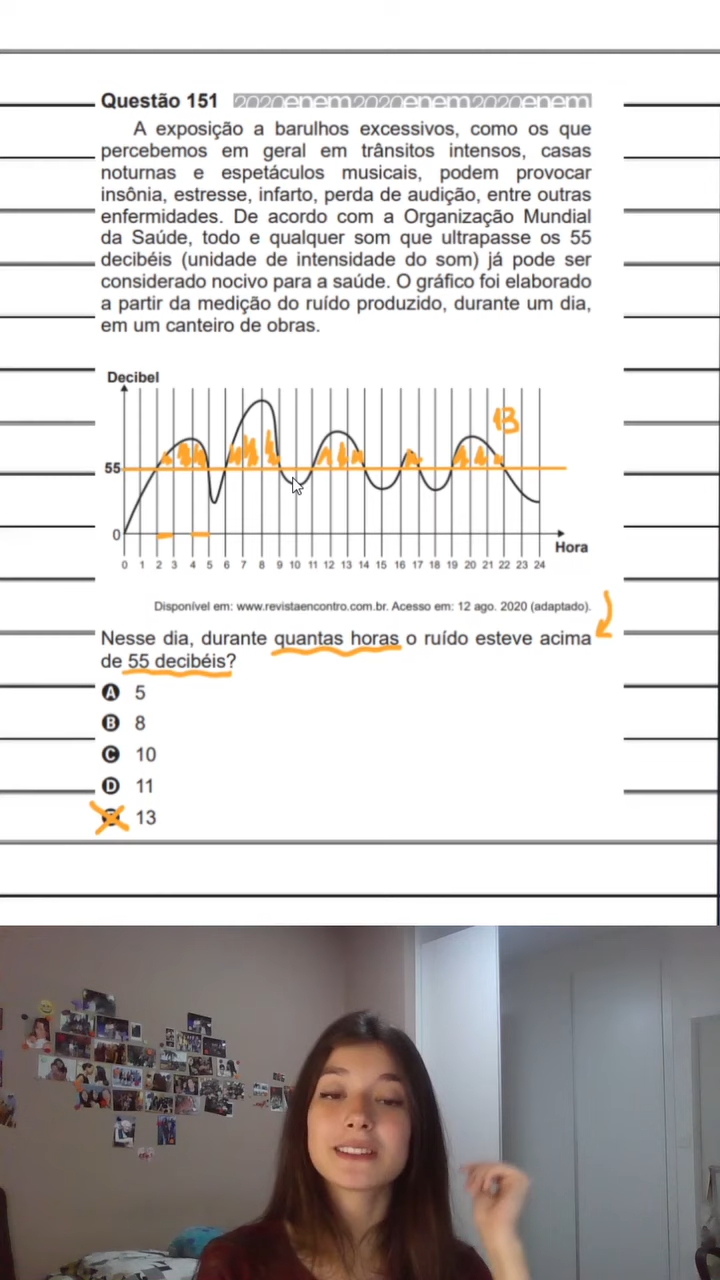 Questão 151 2020enem2020enem2020enem
A exposição a barulhos excessivos, como os que
percebemos em geral em trânsitos intensos, casas
noturnas e espetáculos musicais, podem provocar
insônia, estresse, infarto, perda de audição, entre outras
enfermidades. De acordo com a Organização Mundial
da Saúde, todo e qualquer som que ultrapasse os 55
decibéis (unidade de intensidade do som) já pode ser
considerado nocivo para a saúde. O gráfico foi elaborado
a partir da medição do ruído produzido, durante um dia,
em um canteiro de obras.
Decibel
13
55
0
Hora
0 1 2 3 4 5 6 7 8 9 10 11 12 13 14 15 16 17 18 19 20 21 22 23 24
Disponível em: www.revistaencontro.com.br. Acesso em: 12 ago. 2020 (adaptado).
Nesse dia, durante quantas horas o ruído esteve acima
de 55 decibéis?
A 5
B 8
C 10
D 11
13